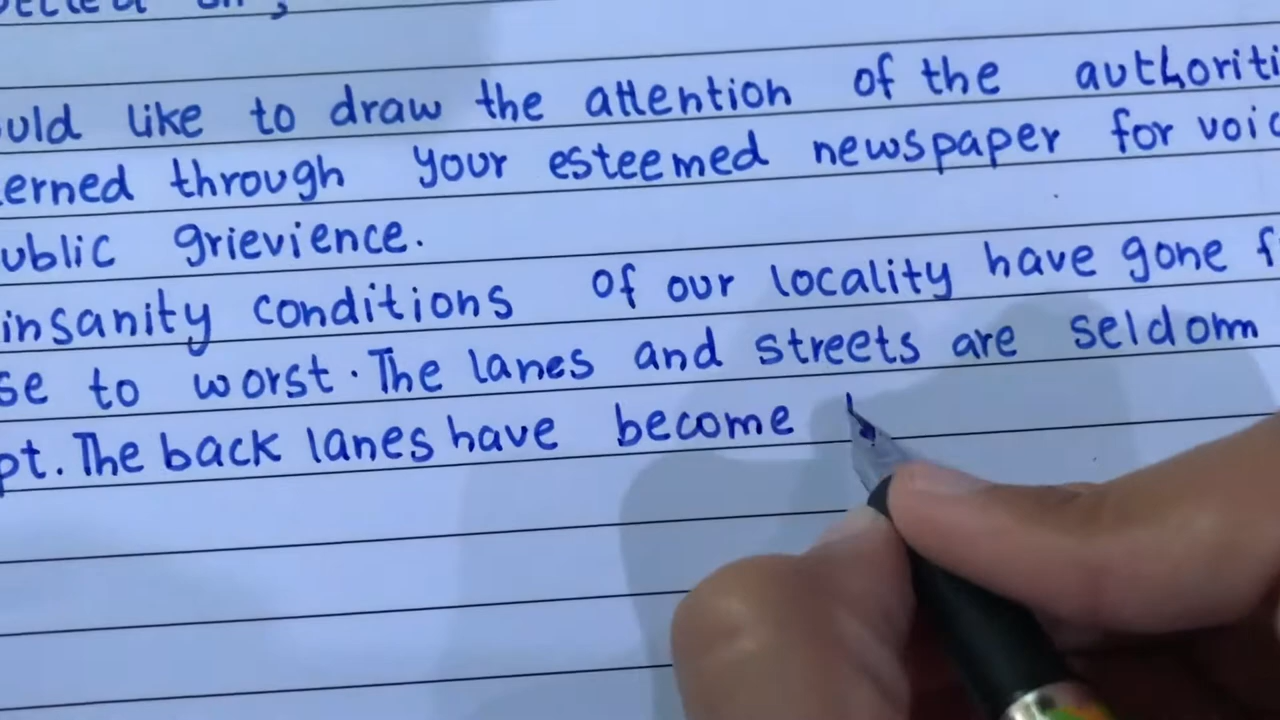 ould like to draw the attention of the authoriti
erned through your esteemed newspaper for voic
ublic grievience.
insanity conditions of our locality have gone f
se to worst. The lanes and streets are seldom
pt. The back lanes have become